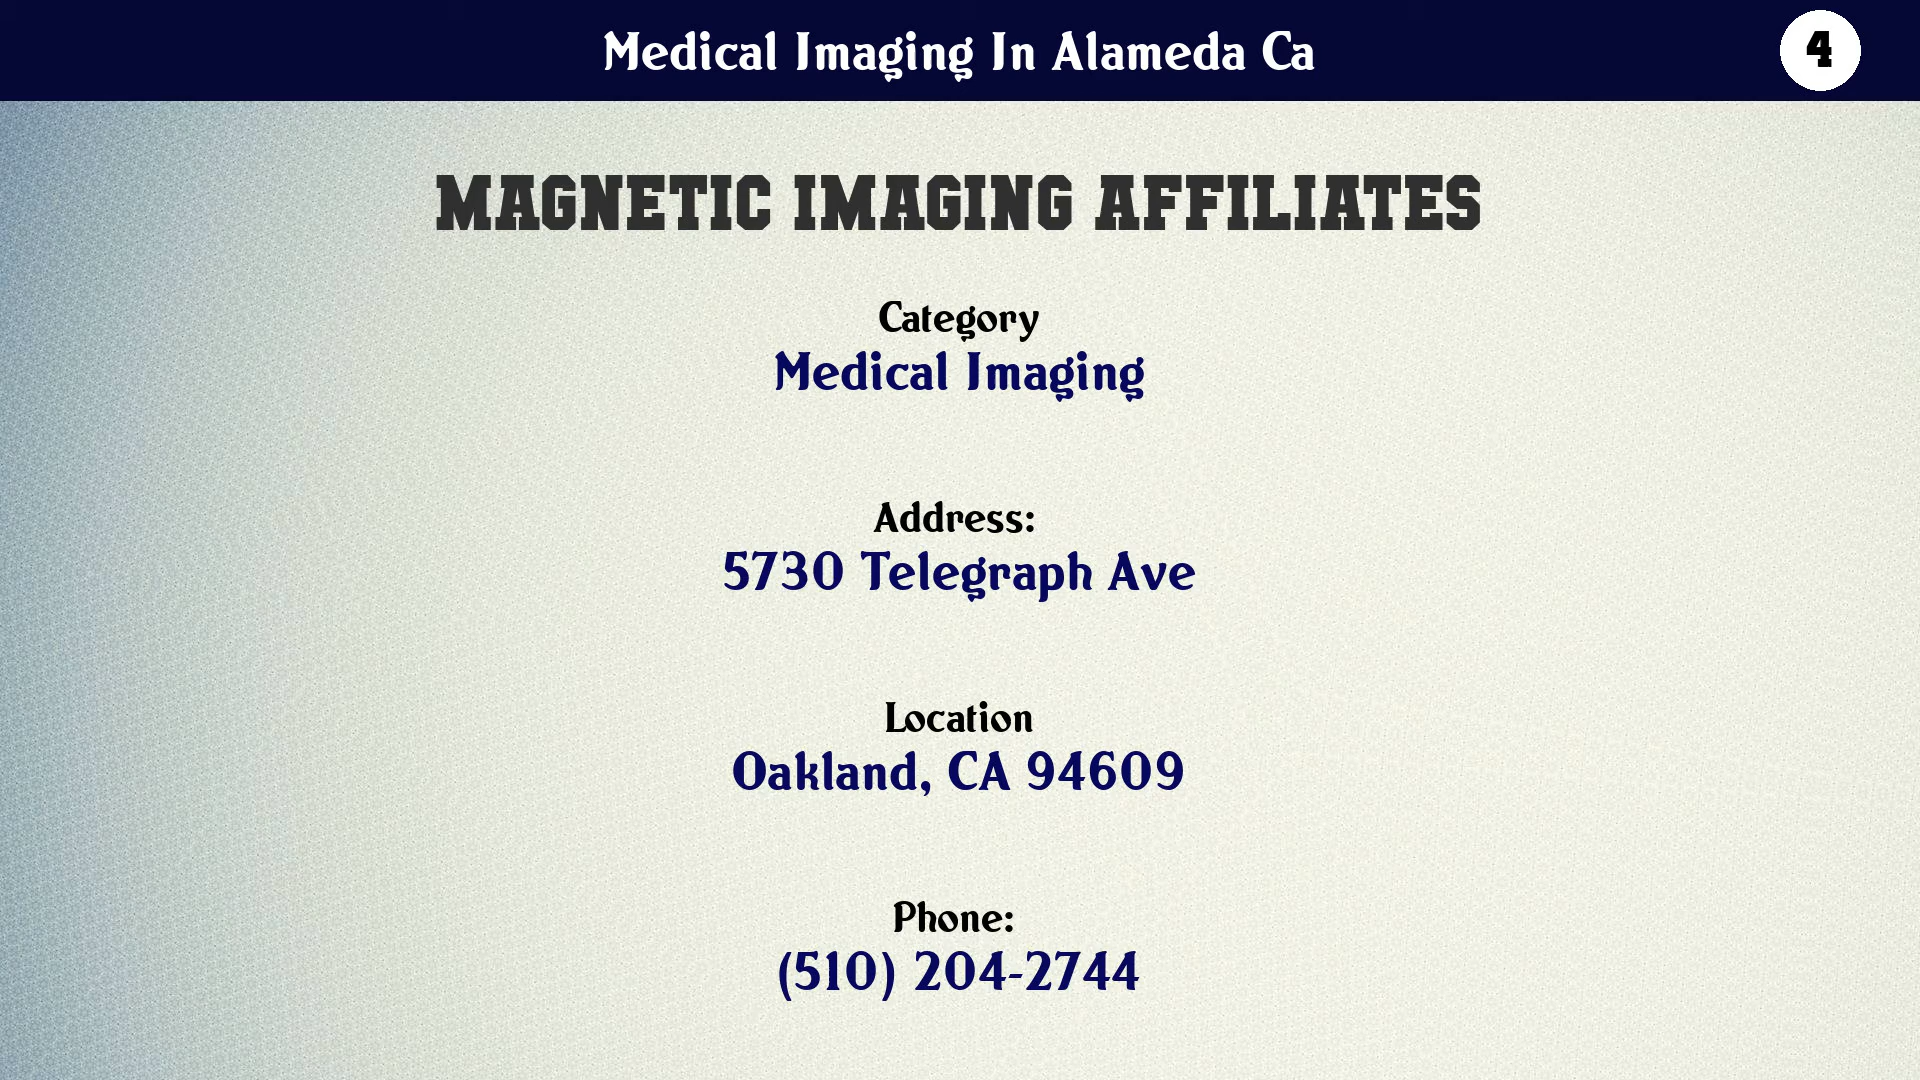 Medical Imaging In Alameda Ca
4
MAGNETIC IMAGING AFFILIATES
Category
Medical Imaging
Address:
5730 Telegraph Ave
Location
Oakland, CA 94609
Phone:
(510) 204-2744